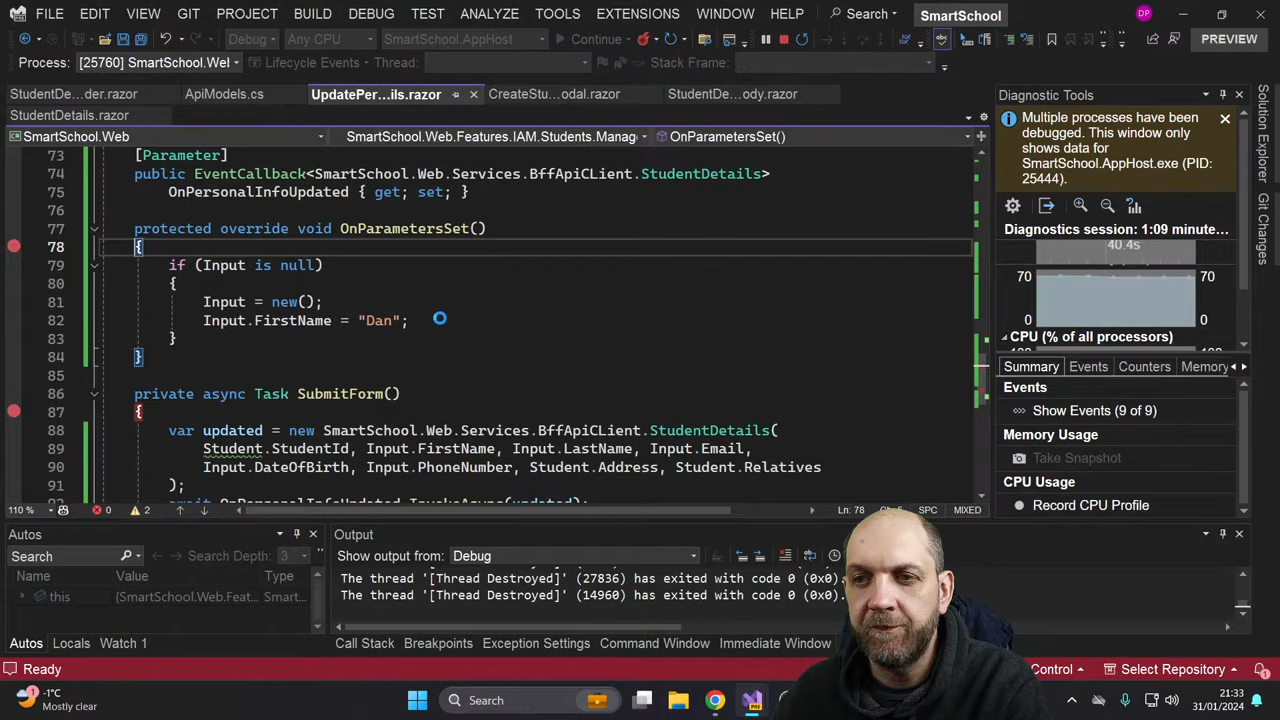 FILE EDIT VIEW GIT PROJECT BUILD DEBUG TEST ANALYZE TOOLS EXTENSIONS WINDOW HELP Search SmartSchool DP
Debug Any CPU SmartSchool.AppHost Continue PREVIEW
Process: [25760] SmartSchool.Web Lifecycle Events Thread: Stack Frame:
StudentDe...der.razor ApiModels.cs UpdatePer...ils.razor CreateStu...odal.razor StudentDe...ody.razor
StudentDetails.razor
SmartSchool.Web SmartSchool.Web.Features.IAM.Students.Manag OnParametersSet()
73 [Parameter]
74 public EventCallback<SmartSchool.Web.Services.BffApiCLient.StudentDetails>
75 OnPersonalInfoUpdated { get; set; }
76
77 protected override void OnParametersSet()
78 {
79 if (Input is null)
80 {
81 Input = new();
82 Input.FirstName = "Dan";
83 }
84 }
85
86 private async Task SubmitForm()
87 {
88 var updated = new SmartSchool.Web.Services.BffApiCLient.StudentDetails(
89 Student.StudentId, Input.FirstName, Input.LastName, Input.Email,
90 Input.DateOfBirth, Input.PhoneNumber, Student.Address, Student.Relatives
91 );
await OnPersonalInfoUpdated.InvokeAsync(updated);
110 % 0 2 Ln: 78 SPC MIXED
Diagnostic Tools
Multiple processes have been
debugged. This window only
shows data for
SmartSchool.AppHost.exe (PID:
25444).
Diagnostics session: 1:09 minute...
40.4s
70 70
0 0
CPU (% of all processors)
100 100
Summary Events Counters Memory
Events
Show Events (9 of 9)
Memory Usage
Take Snapshot
CPU Usage
Record CPU Profile
Solution Explorer
Git Changes
Autos
Search Search Depth: 3
Name Value Type
this {SmartSchool.Web.Feat... Smart...
Autos Locals Watch 1
Output
Show output from: Debug
The thread '[Thread Destroyed]' (27836) has exited with code 0 (0x0).
The thread '[Thread Destroyed]' (14960) has exited with code 0 (0x0).
Call Stack Breakpoints Exception Settings Command Window Immediate Window
Ready Control Select Repository 1
1 -1°C
Mostly clear
Search
21:33
31/01/2024